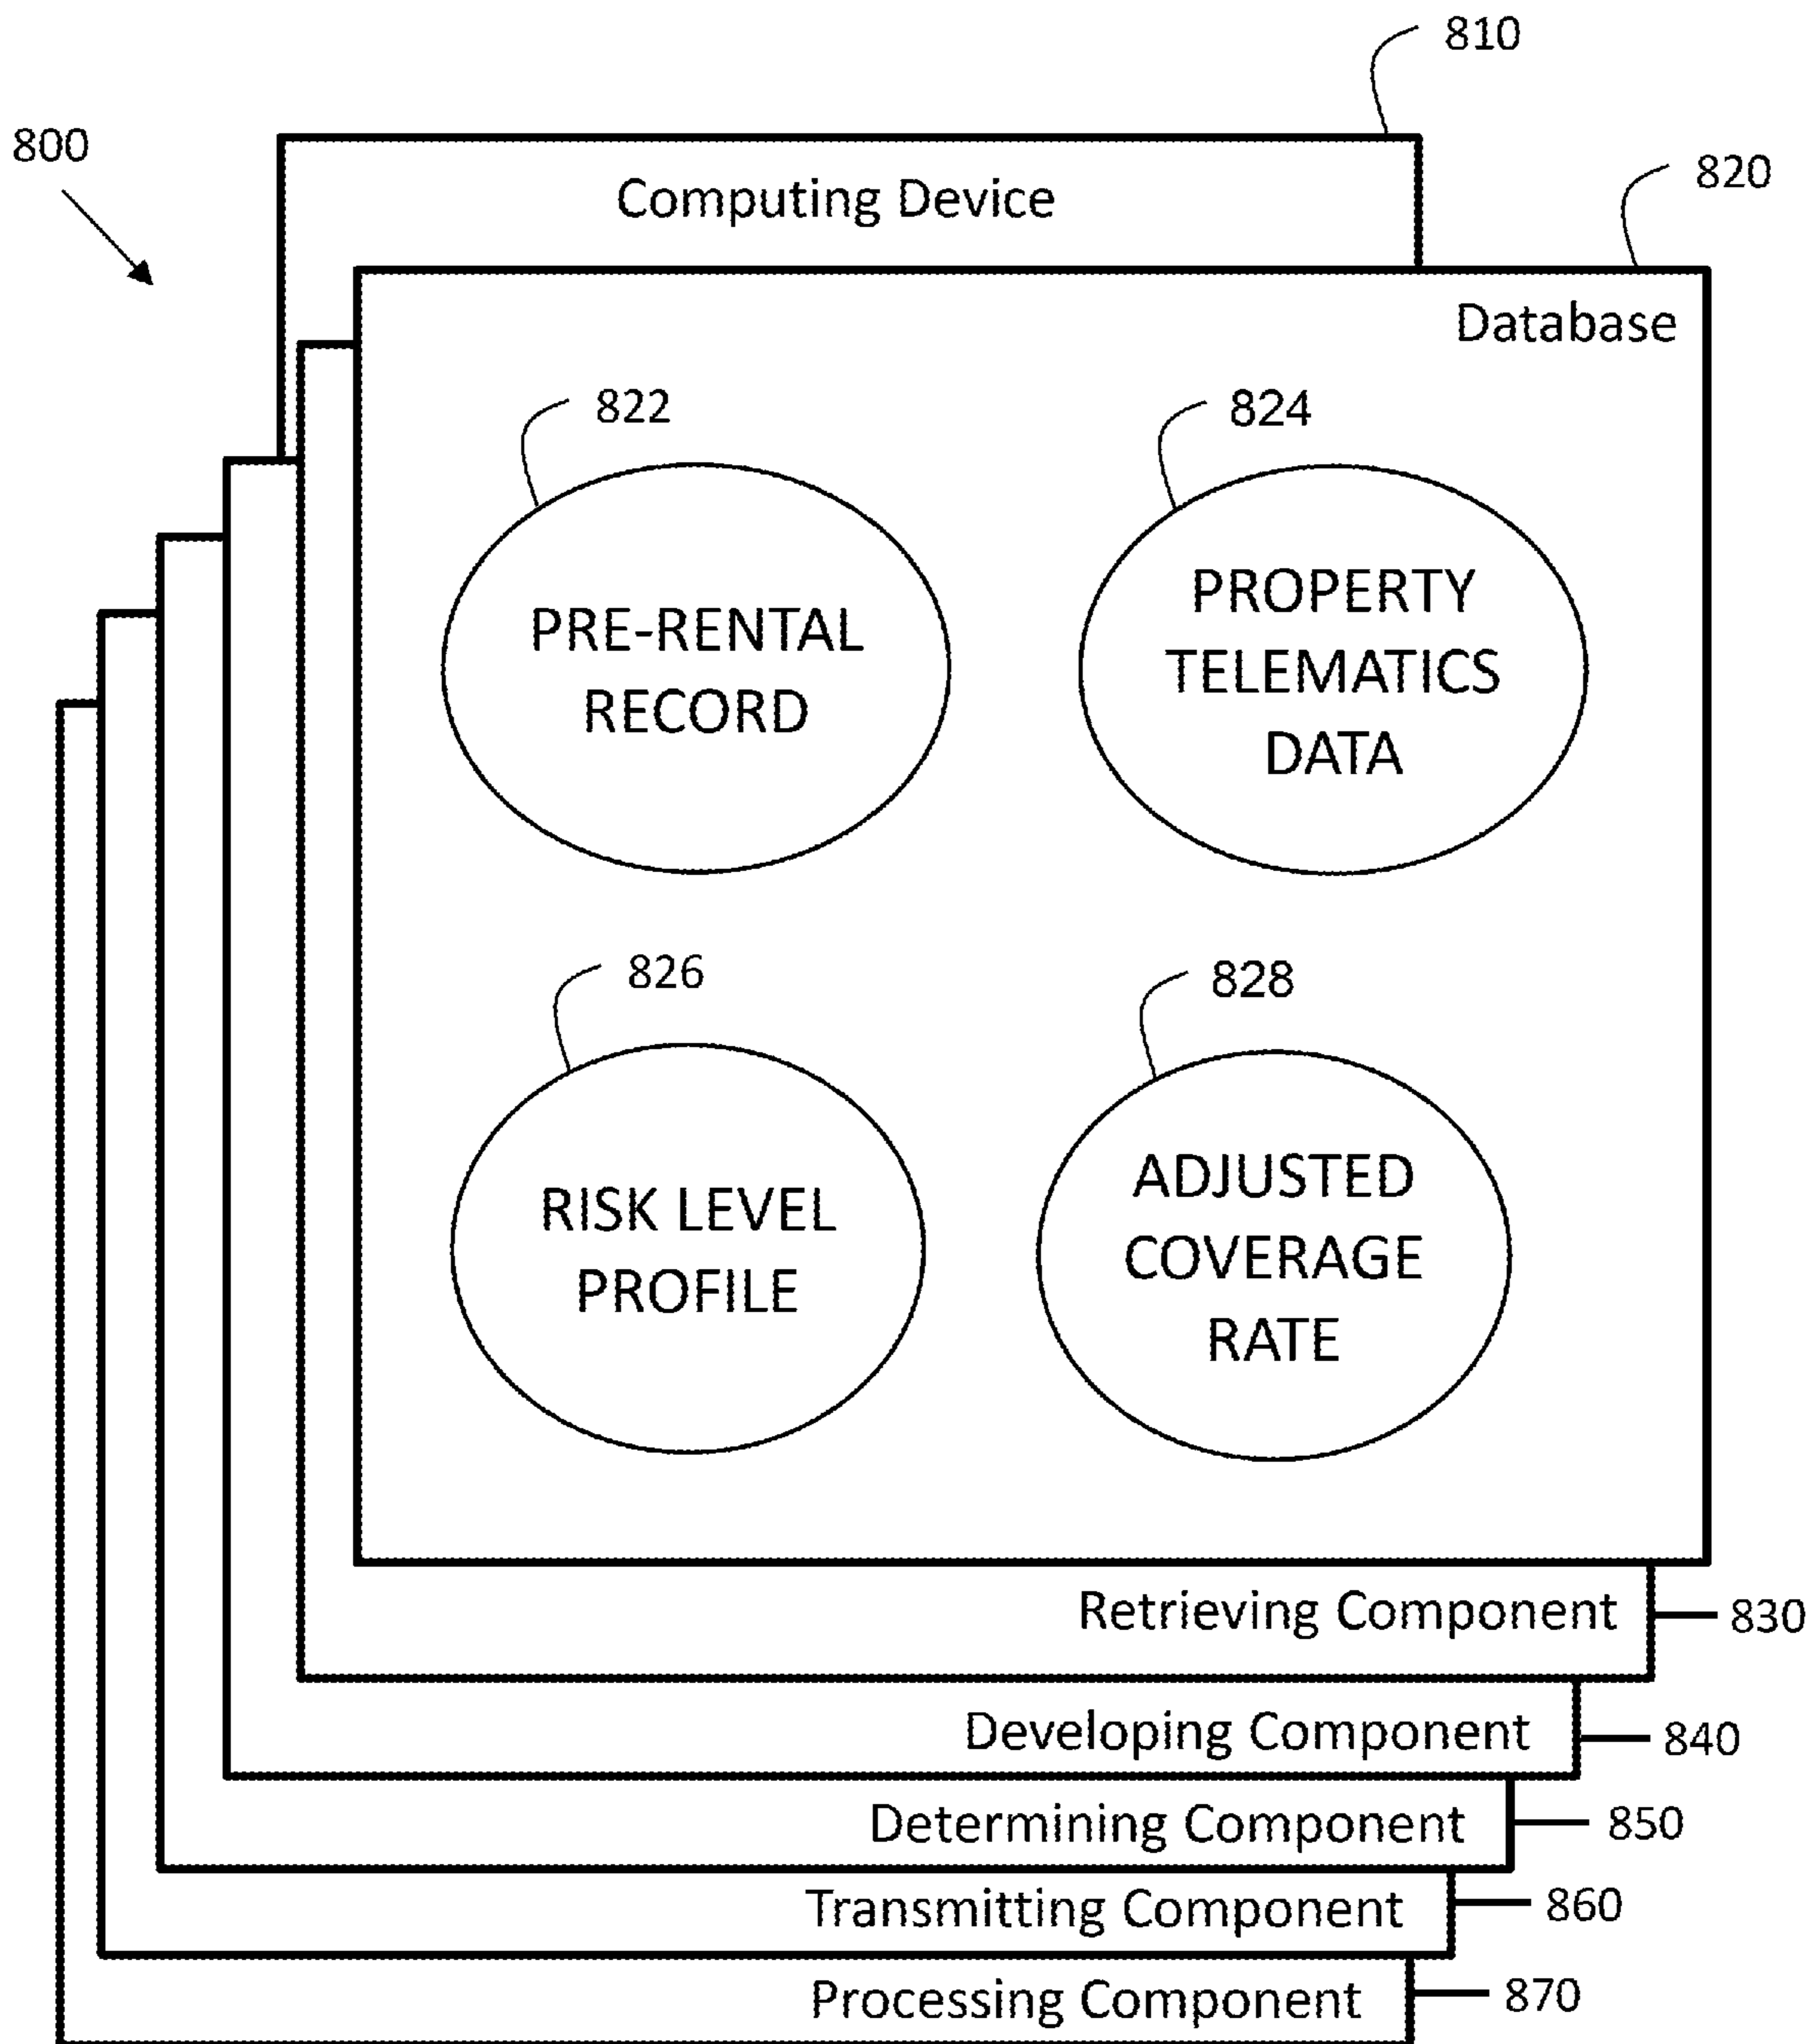 810
800
Computing Device
820
Database
822
824
PRE-RENTAL
RECORD
PROPERTY
TELEMATICS
DATA
826
828
RISK LEVEL
PROFILE
ADJUSTED
COVERAGE
RATE
Retrieving Component
830
Developing Component
840
Determining Component
850
Transmitting Component
860
Processing Component
870